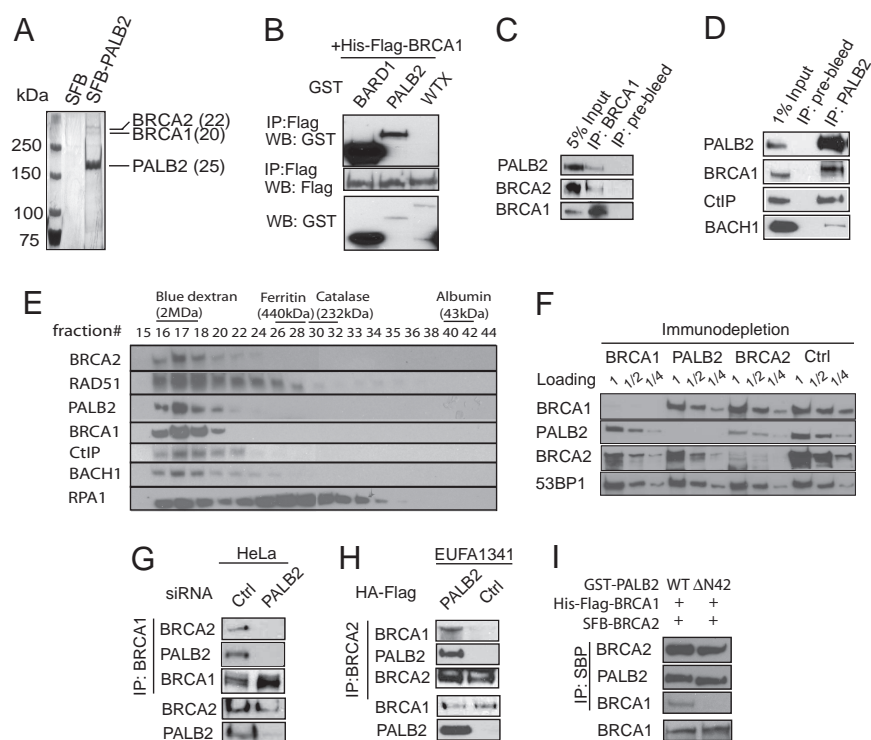 A
SFB
SFB-PALB2
kDa
250
150
100
75
BRCA2 (22)
BRCA1 (20)
PALB2 (25)
B
+His-Flag-BRCA1
GST
BARD1
PALB2
WTX
IP:Flag
WB: GST
IP:Flag
WB: Flag
WB: GST
C
5% Input
IP: BRCA1
IP: pre-bleed
PALB2
BRCA2
BRCA1
D
1% Input
IP: pre-bleed
IP: PALB2
PALB2
BRCA1
CtIP
BACH1
E
Blue dextran
(2MDa)
Ferritin
(440kDa)
Catalase
(232kDa)
Albumin
(43kDa)
fraction# 15 16 17 18 20 22 24 26 28 30 32 33 34 35 36 38 40 42 44
BRCA2
RAD51
PALB2
BRCA1
CtIP
BACH1
RPA1
F
Immunodepletion
BRCA1 PALB2 BRCA2 Ctrl
Loading 1 1/2 1/4 1 1/2 1/4 1 1/2 1/4 1 1/2 1/4
BRCA1
PALB2
BRCA2
53BP1
G
HeLa
siRNA
Ctrl
PALB2
IP: BRCA1
BRCA2
PALB2
BRCA1
BRCA2
PALB2
H
EUFA1341
HA-Flag
PALB2
Ctrl
IP:BRCA2
BRCA1
PALB2
BRCA2
BRCA1
PALB2
I
GST-PALB2 WT ΔN42
His-Flag-BRCA1 + +
SFB-BRCA2 + +
IP: SBP
BRCA2
PALB2
BRCA1
BRCA1